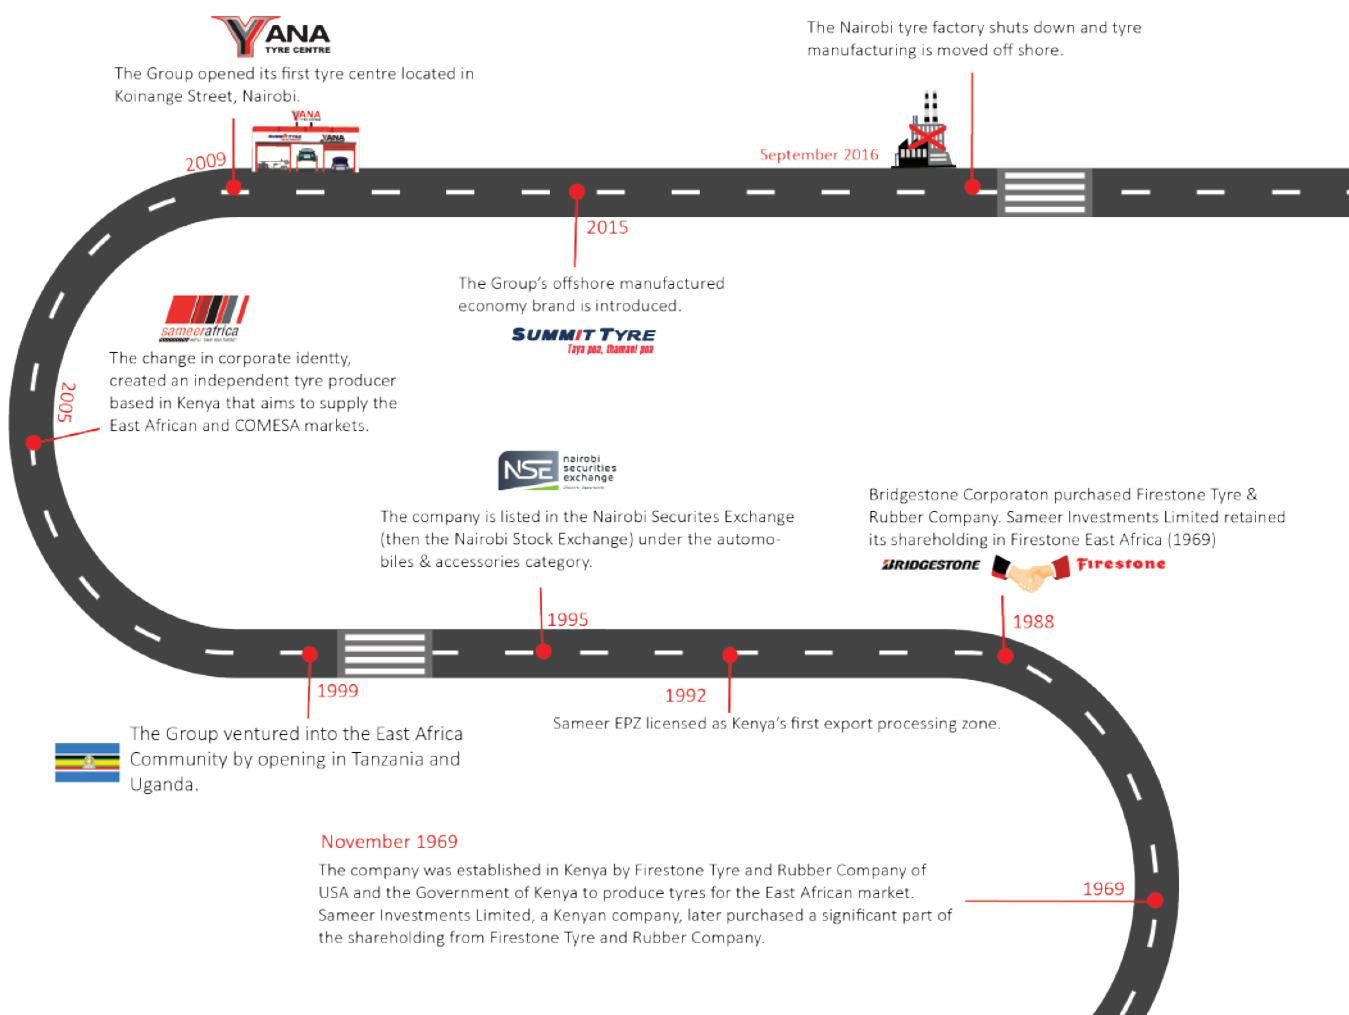 YANA
TYRE CENTRE
The Group opened its first tyre centre located in
Koinange Street, Nairobi.
YANA
SUMMIT TYRE
YANA
2009
The Nairobi tyre factory shuts down and tyre
manufacturing is moved off shore.
September 2016
2015
The Group's offshore manufactured
economy brand is introduced.
SUMMIT TYRE
Taya poa, thamani poa
sameerafrica
The change in corporate identty,
created an independent tyre producer
based in Kenya that aims to supply the
East African and COMESA markets.
2005
NSE
nairobi
securities
exchange
The company is listed in the Nairobi Securites Exchange
(then the Nairobi Stock Exchange) under the automo-
biles & accessories category.
1995
Bridgestone Corporaton purchased Firestone Tyre &
Rubber Company. Sameer Investments Limited retained
its shareholding in Firestone East Africa (1969)
BRIDGESTONE
Firestone
1988
1999
The Group ventured into the East Africa
Community by opening in Tanzania and
Uganda.
1992
Sameer EPZ licensed as Kenya's first export processing zone.
November 1969
The company was established in Kenya by Firestone Tyre and Rubber Company of
USA and the Government of Kenya to produce tyres for the East African market.
Sameer Investments Limited, a Kenyan company, later purchased a significant part of
the shareholding from Firestone Tyre and Rubber Company.
1969